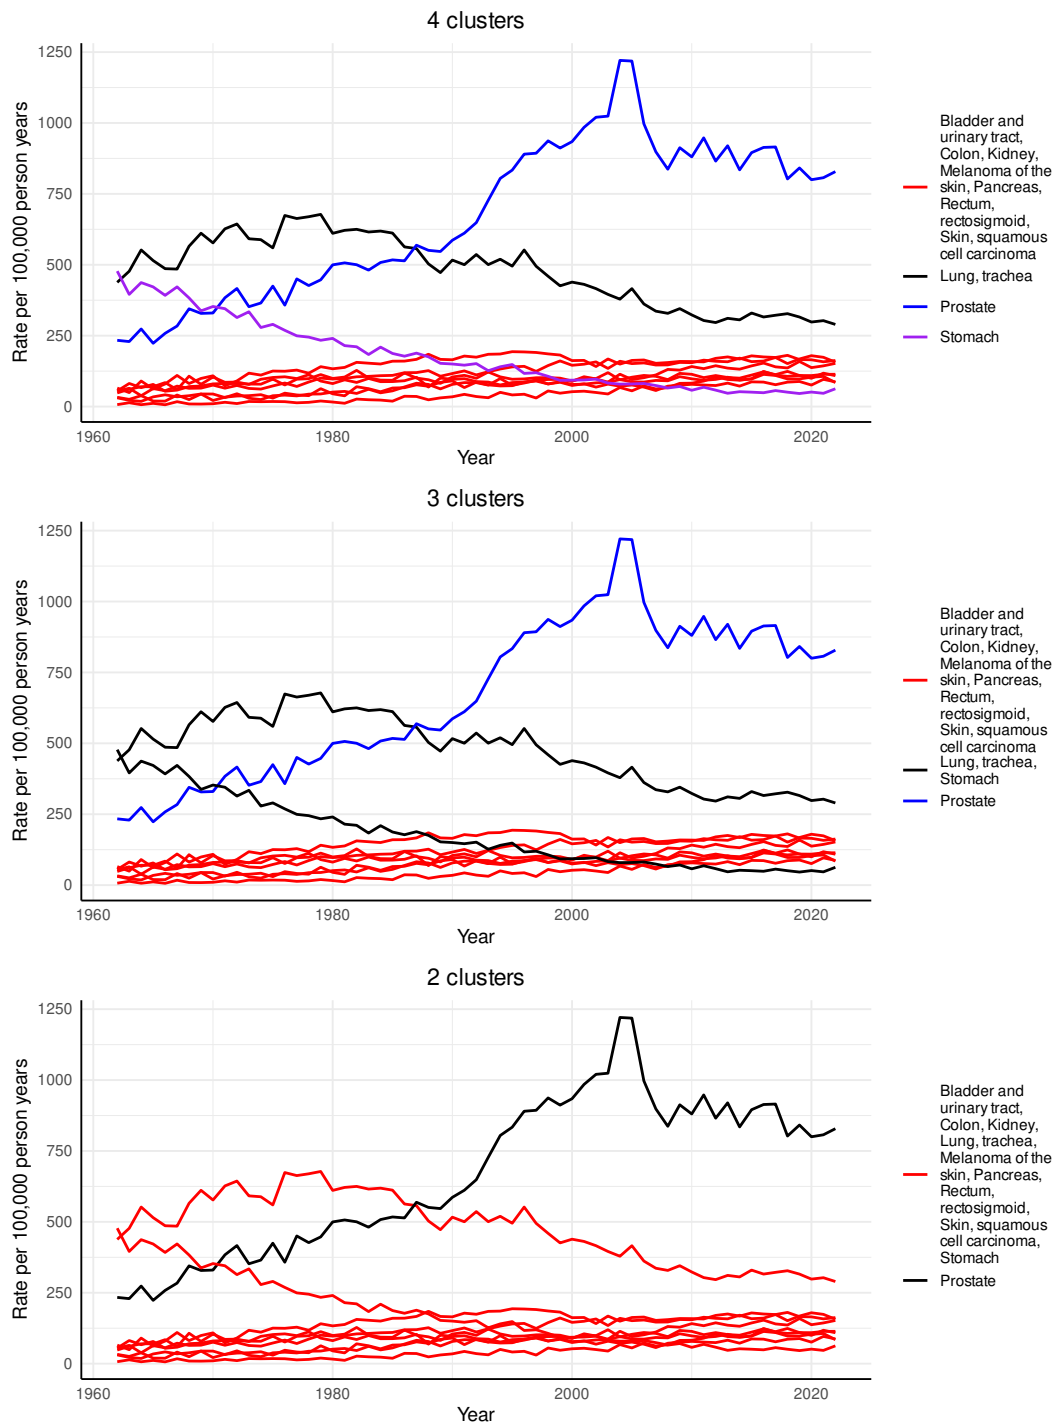 4 clusters
1250
1000
750
500
250
0
Rate per 100,000 person years
1960
1980
2000
2020
Year
Bladder and
urinary tract,
Colon, Kidney,
Melanoma of the
skin, Pancreas,
Rectum,
rectosigmoid,
Skin, squamous
cell carcinoma
Lung, trachea
Prostate
Stomach
3 clusters
1250
1000
750
500
250
0
Rate per 100,000 person years
1960
1980
2000
2020
Year
Bladder and
urinary tract,
Colon, Kidney,
Melanoma of the
skin, Pancreas,
Rectum,
rectosigmoid,
Skin, squamous
cell carcinoma
Lung, trachea,
Stomach
Prostate
2 clusters
1250
1000
750
500
250
0
Rate per 100,000 person years
1960
1980
2000
2020
Year
Bladder and
urinary tract,
Colon, Kidney,
Lung, trachea,
Melanoma of the
skin, Pancreas,
Rectum,
rectosigmoid,
Skin, squamous
cell carcinoma,
Stomach
Prostate